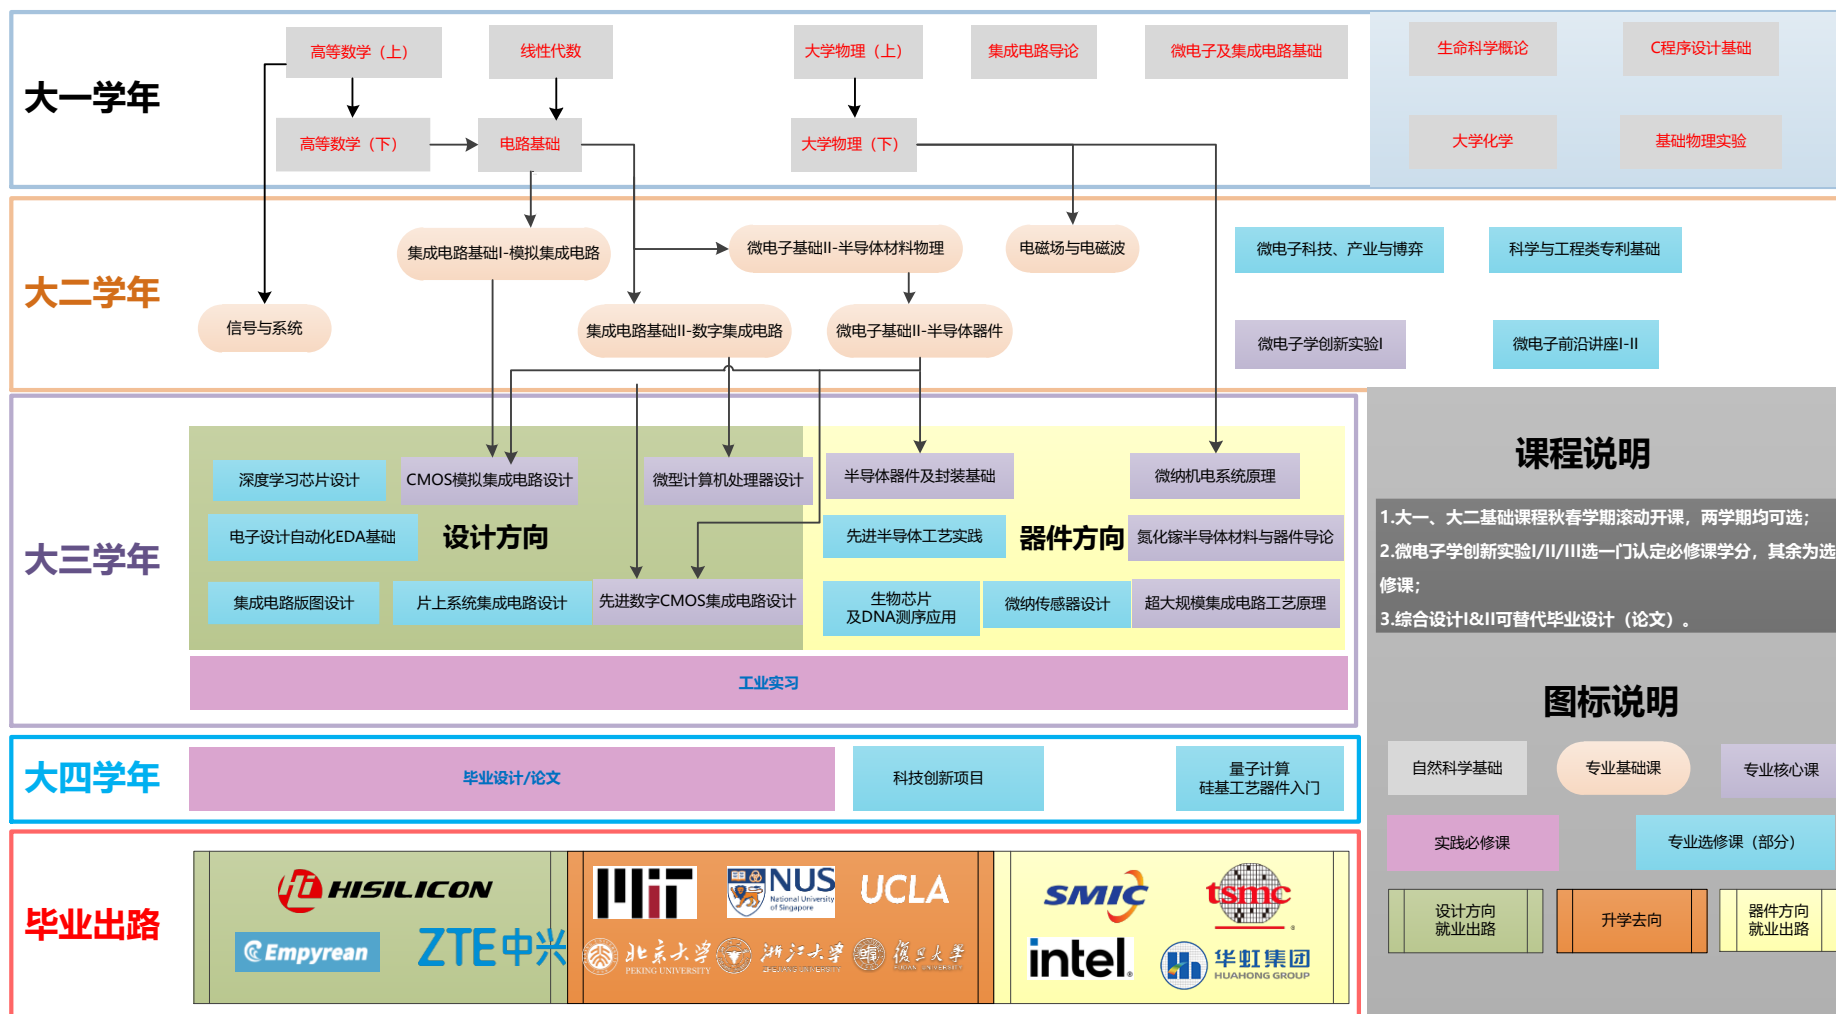 大一学年
高等数学（上）
线性代数
大学物理（上）
集成电路导论
微电子及集成电路基础
生命科学概论
C程序设计基础
高等数学（下）
电路基础
大学物理（下）
大学化学
基础物理实验
大二学年
集成电路基础I-模拟集成电路
微电子基础II-半导体材料物理
电磁场与电磁波
微电子科技、产业与博弈
科学与工程类专利基础
信号与系统
集成电路基础II-数字集成电路
微电子基础II-半导体器件
微电子学创新实验I
微电子前沿讲座I-II
大三学年
深度学习芯片设计
CMOS模拟集成电路设计
微型计算机处理器设计
半导体器件及封装基础
微纳机电系统原理
电子设计自动化EDA基础
设计方向
先进半导体工艺实践
器件方向
氮化镓半导体材料与器件导论
集成电路版图设计
片上系统集成电路设计
先进数字CMOS集成电路设计
生物芯片
及DNA测序应用
微纳传感器设计
超大规模集成电路工艺原理
工业实习
课程说明
1.大一、大二基础课程秋春学期滚动开课，两学期均可选；
2.微电子学创新实验I/II/III选一门认定必修课学分，其余为选
修课；
3.综合设计I&II可替代毕业设计（论文）。
大四学年
毕业设计/论文
科技创新项目
量子计算
硅基工艺器件入门
图标说明
自然科学基础
专业基础课
专业核心课
实践必修课
专业选修课（部分）
设计方向
就业出路
升学去向
器件方向
就业出路
毕业出路
HISILICON
Empyrean
ZTE中兴
MIT
NUS
National University
of Singapore
UCLA
北京大学
PEKING UNIVERSITY
浙江大学
ZHEJIANG UNIVERSITY
復旦大學
FUDAN UNIVERSITY
SMIC
tsmc
intel.
华虹集团
HUAHONG GROUP